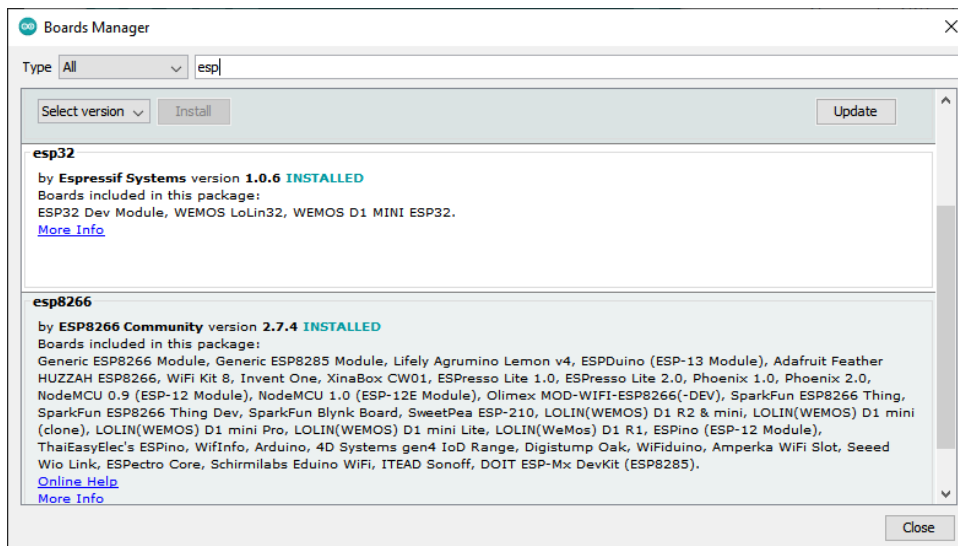 Boards Manager
Type All esp
Select version Install Update
esp32
by Espressif Systems version 1.0.6 INSTALLED
Boards included in this package:
ESP32 Dev Module, WEMOS LoLin32, WEMOS D1 MINI ESP32.
More Info
esp8266
by ESP8266 Community version 2.7.4 INSTALLED
Boards included in this package:
Generic ESP8266 Module, Generic ESP8285 Module, Lifely Agrumino Lemon v4, ESPDuino (ESP-13 Module), Adafruit Feather
HUZZAH ESP8266, WiFi Kit 8, Invent One, XinaBox CW01, ESPresso Lite 1.0, ESPresso Lite 2.0, Phoenix 1.0, Phoenix 2.0,
NodeMCU 0.9 (ESP-12 Module), NodeMCU 1.0 (ESP-12E Module), Olimex MOD-WIFI-ESP8266(-DEV), SparkFun ESP8266 Thing,
SparkFun ESP8266 Thing Dev, SparkFun Blynk Board, SweetPea ESP-210, LOLIN(WEMOS) D1 R2 & mini, LOLIN(WEMOS) D1 mini
(clone), LOLIN(WEMOS) D1 mini Pro, LOLIN(WEMOS) D1 mini Lite, LOLIN(WeMos) D1 R1, ESPino (ESP-12 Module),
ThaiEasyElec's ESPino, WifInfo, Arduino, 4D Systems gen4 IoD Range, Digistump Oak, WiFiduino, Amperka WiFi Slot, Seeed
Wio Link, ESPectro Core, Schirmilabs Eduino WiFi, ITEAD Sonoff, DOIT ESP-Mx DevKit (ESP8285).
Online Help
More Info
Close